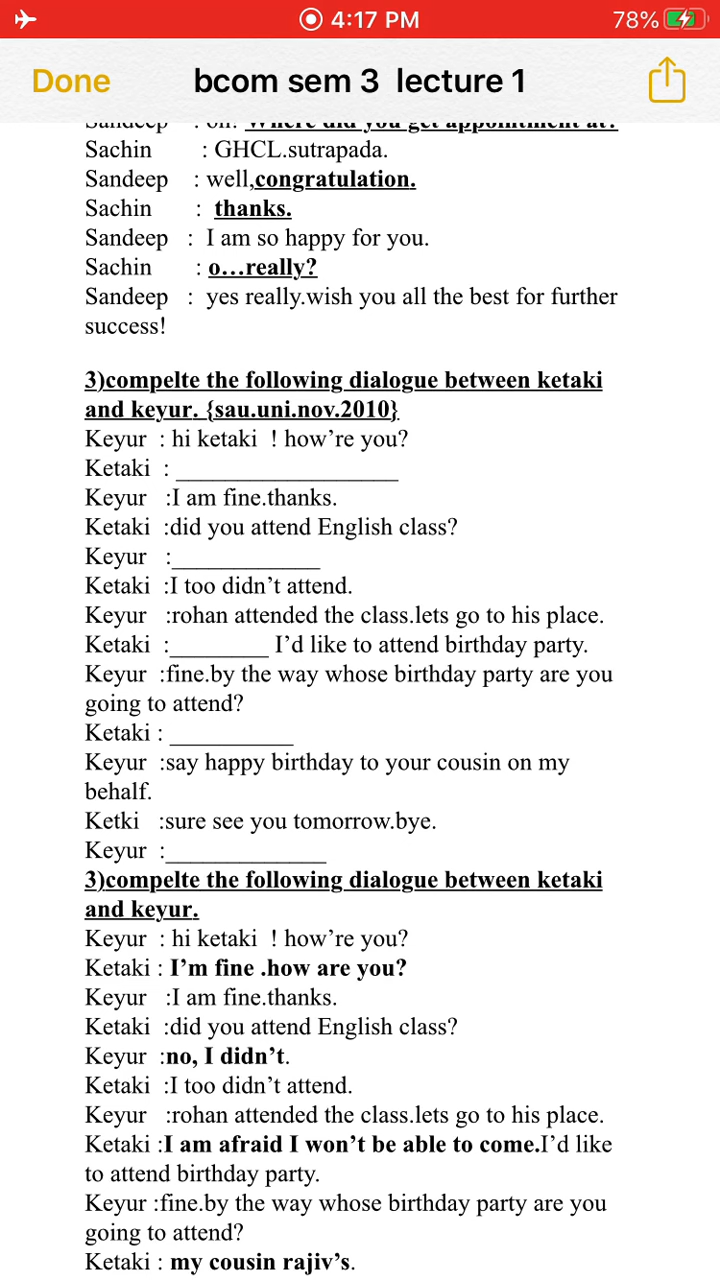 4:17 PM
78%
Done
bcom sem 3 lecture 1
Sandeep : oh! Where did you get appointment at?
Sachin : GHCL.sutrapada.
Sandeep : well,congratulation.
Sachin : thanks.
Sandeep : I am so happy for you.
Sachin : o...really?
Sandeep : yes really.wish you all the best for further
success!
3)compelte the following dialogue between ketaki
and keyur. {sau.uni.nov.2010}
Keyur : hi ketaki ! how're you?
Ketaki : __________________
Keyur :I am fine.thanks.
Ketaki :did you attend English class?
Keyur :____________
Ketaki :I too didn't attend.
Keyur :rohan attended the class.lets go to his place.
Ketaki :________ I'd like to attend birthday party.
Keyur :fine.by the way whose birthday party are you
going to attend?
Ketaki : __________
Keyur :say happy birthday to your cousin on my
behalf.
Ketki :sure see you tomorrow.bye.
Keyur :_____________
3)compelte the following dialogue between ketaki
and keyur.
Keyur : hi ketaki ! how're you?
Ketaki : I'm fine .how are you?
Keyur :I am fine.thanks.
Ketaki :did you attend English class?
Keyur :no, I didn't.
Ketaki :I too didn't attend.
Keyur :rohan attended the class.lets go to his place.
Ketaki :I am afraid I won't be able to come.I'd like
to attend birthday party.
Keyur :fine.by the way whose birthday party are you
going to attend?
Ketaki : my cousin rajiv's.